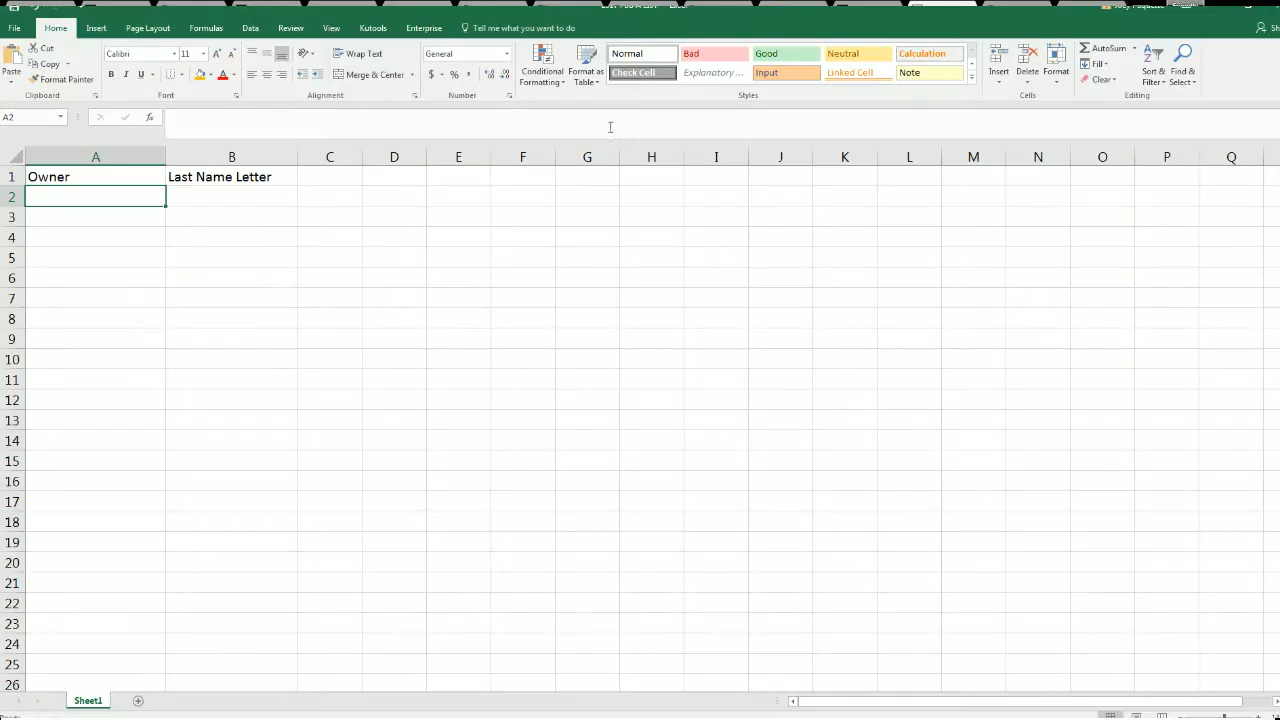 File Home Insert Page Layout Formulas Data Review View Kutools Enterprise Tell me what you want to do
Cut
Copy
Format Painter
Paste
Clipboard
Calibri 11
B I U
Font
Wrap Text
Merge & Center
Alignment
General
$ % ,
Number
Conditional Formatting
Format as Table
Normal Bad Good Neutral Calculation
Check Cell Explanatory ... Input Linked Cell Note
Styles
Insert Delete Format
Cells
AutoSum
Fill
Clear
Sort & Filter
Find & Select
Editing
A2 fx
A B C D E F G H I J K L M N O P Q
1 Owner Last Name Letter
2
3
4
5
6
7
8
9
10
11
12
13
14
15
16
17
18
19
20
21
22
23
24
25
26
Sheet1